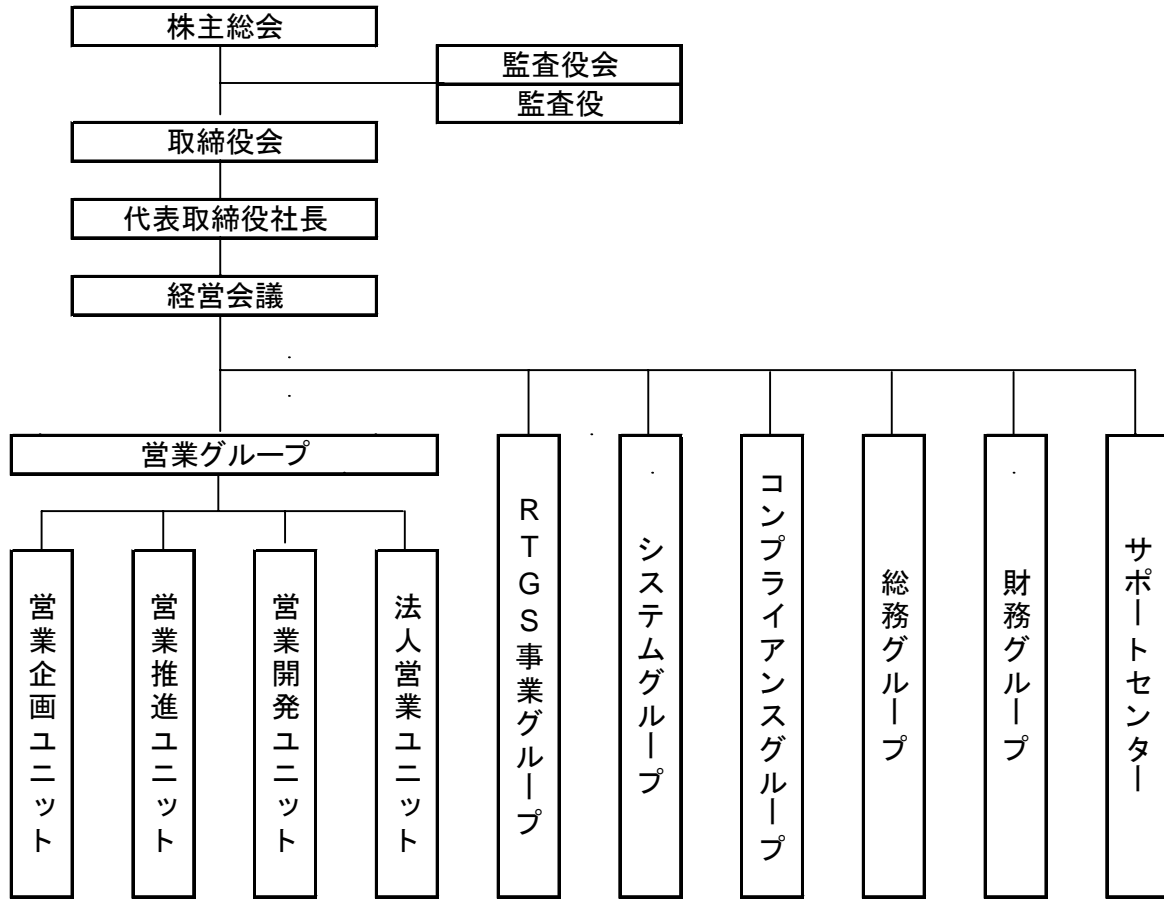 株主総会
監査役会
監査役
取締役会
代表取締役社長
経営会議
営業グループ
営業企画ユニット
営業推進ユニット
営業開発ユニット
法人営業ユニット
RTGS事業グループ
システムグループ
コンプライアンスグループ
総務グループ
財務グループ
サポートセンター